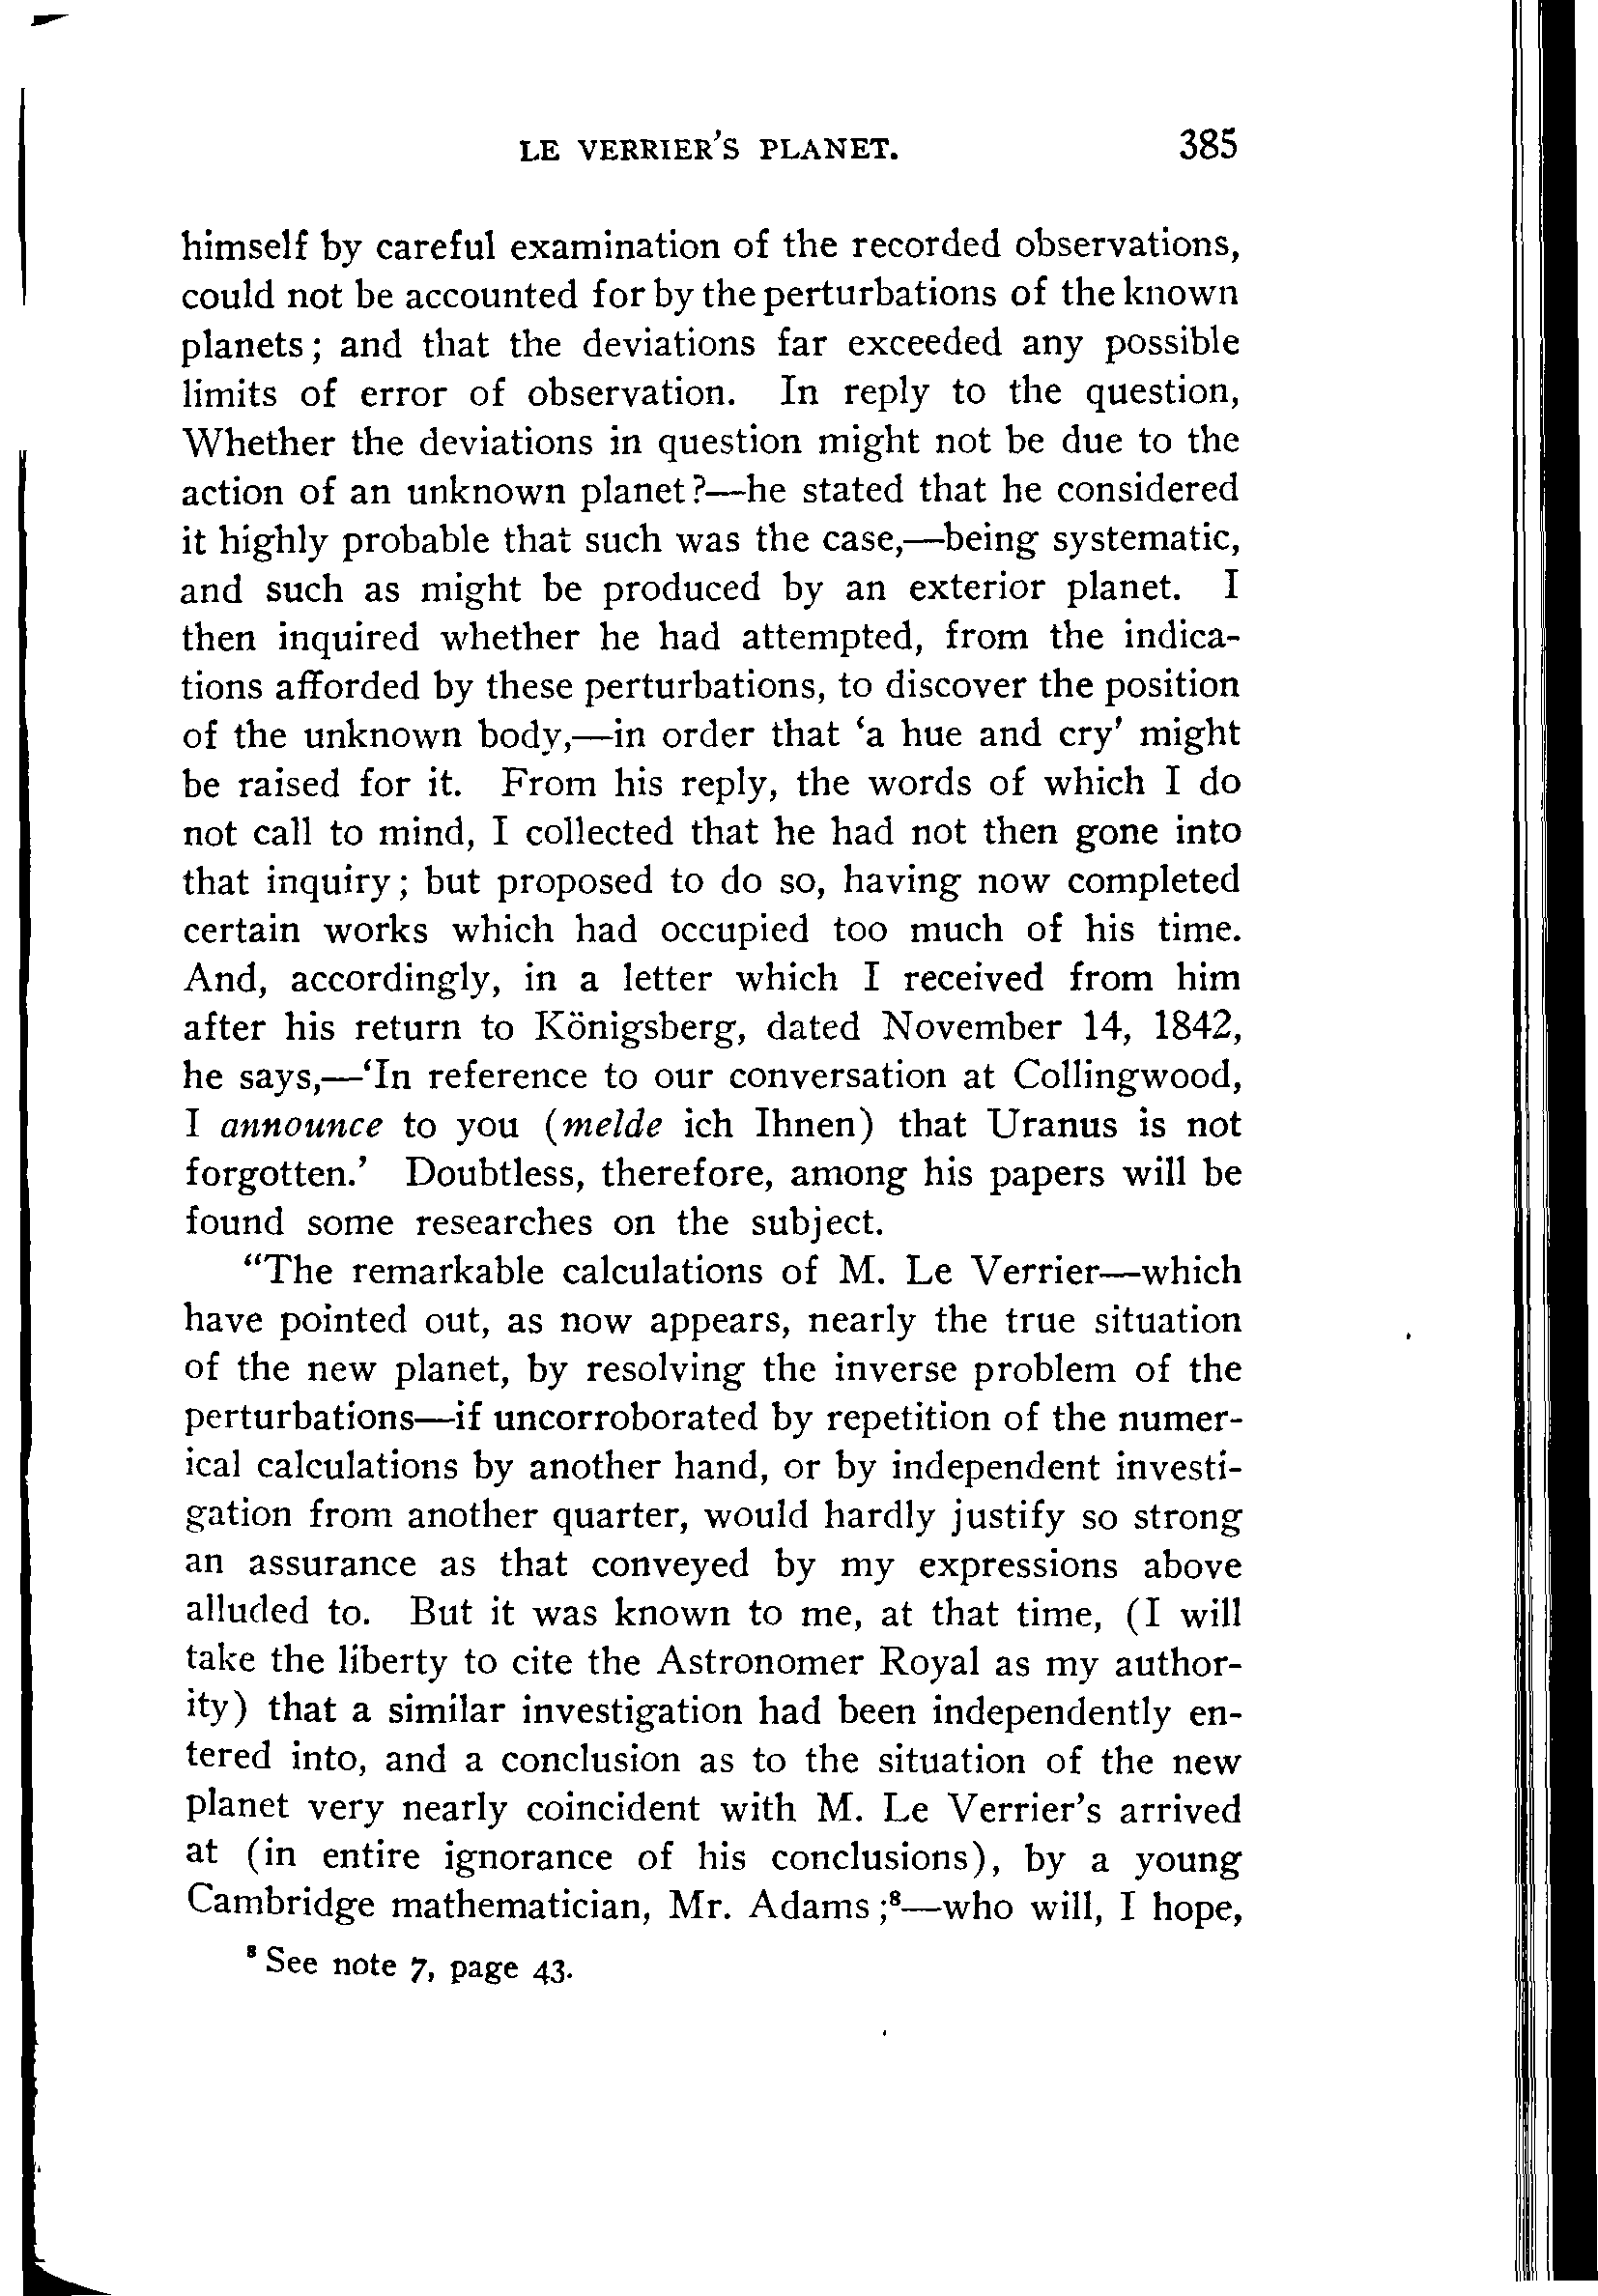 LE VERRIER'S PLANET. 385
himself by careful examination of the recorded observations,
could not be accounted for by the perturbations of the known
planets; and that the deviations far exceeded any possible
limits of error of observation. In reply to the question,
Whether the deviations in question might not be due to the
action of an unknown planet?—he stated that he considered
it highly probable that such was the case,—being systematic,
and such as might be produced by an exterior planet. I
then inquired whether he had attempted, from the indica-
tions afforded by these perturbations, to discover the position
of the unknown body,—in order that 'a hue and cry' might
be raised for it. From his reply, the words of which I do
not call to mind, I collected that he had not then gone into
that inquiry; but proposed to do so, having now completed
certain works which had occupied too much of his time.
And, accordingly, in a letter which I received from him
after his return to Königsberg, dated November 14, 1842,
he says,—'In reference to our conversation at Collingwood,
I announce to you (melde ich Ihnen) that Uranus is not
forgotten.' Doubtless, therefore, among his papers will be
found some researches on the subject.
"The remarkable calculations of M. Le Verrier—which
have pointed out, as now appears, nearly the true situation
of the new planet, by resolving the inverse problem of the
perturbations—if uncorroborated by repetition of the numer-
ical calculations by another hand, or by independent investi-
gation from another quarter, would hardly justify so strong
an assurance as that conveyed by my expressions above
alluded to. But it was known to me, at that time, (I will
take the liberty to cite the Astronomer Royal as my author-
ity) that a similar investigation had been independently en-
tered into, and a conclusion as to the situation of the new
planet very nearly coincident with M. Le Verrier's arrived
at (in entire ignorance of his conclusions), by a young
Cambridge mathematician, Mr. Adams;⁸—who will, I hope,
⁸ See note 7, page 43.